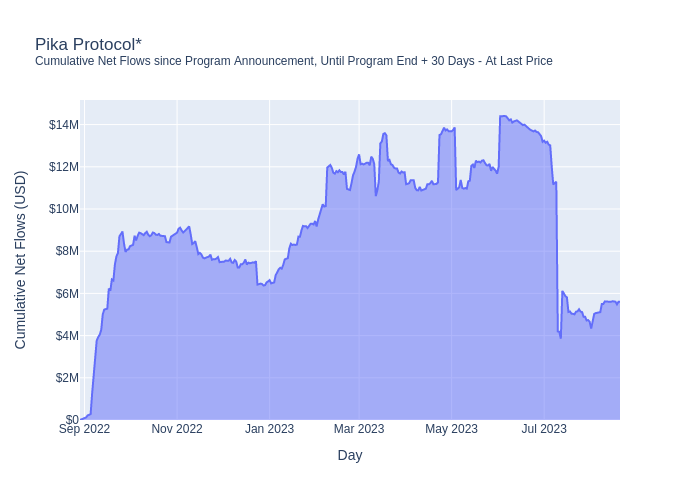 Pika Protocol*
Cumulative Net Flows since Program Announcement, Until Program End + 30 Days - At Last Price
Cumulative Net Flows (USD)
$14M
$12M
$10M
$8M
$6M
$4M
$2M
$0
Sep 2022 Nov 2022 Jan 2023 Mar 2023 May 2023 Jul 2023
Day